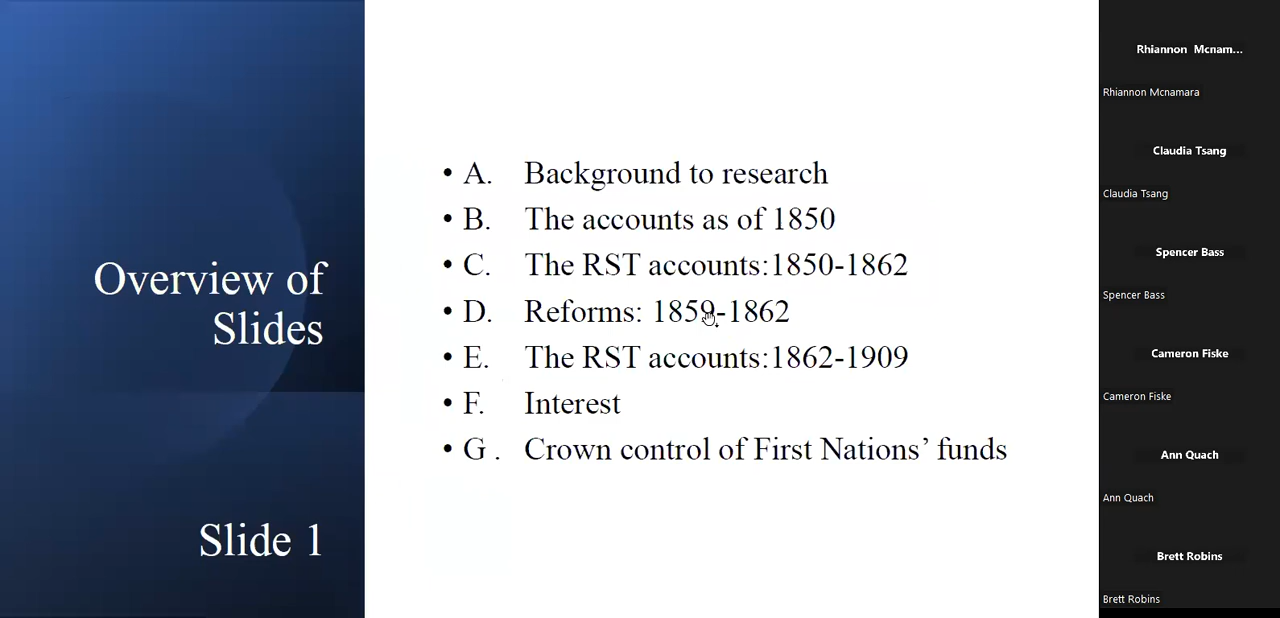 Overview of
Slides
Slide 1
• A. Background to research
• B. The accounts as of 1850
• C. The RST accounts:1850-1862
• D. Reforms: 1859-1862
• E. The RST accounts:1862-1909
• F. Interest
• G . Crown control of First Nations’ funds
Rhiannon Mcnam...
Rhiannon Mcnamara
Claudia Tsang
Claudia Tsang
Spencer Bass
Spencer Bass
Cameron Fiske
Cameron Fiske
Ann Quach
Ann Quach
Brett Robins
Brett Robins